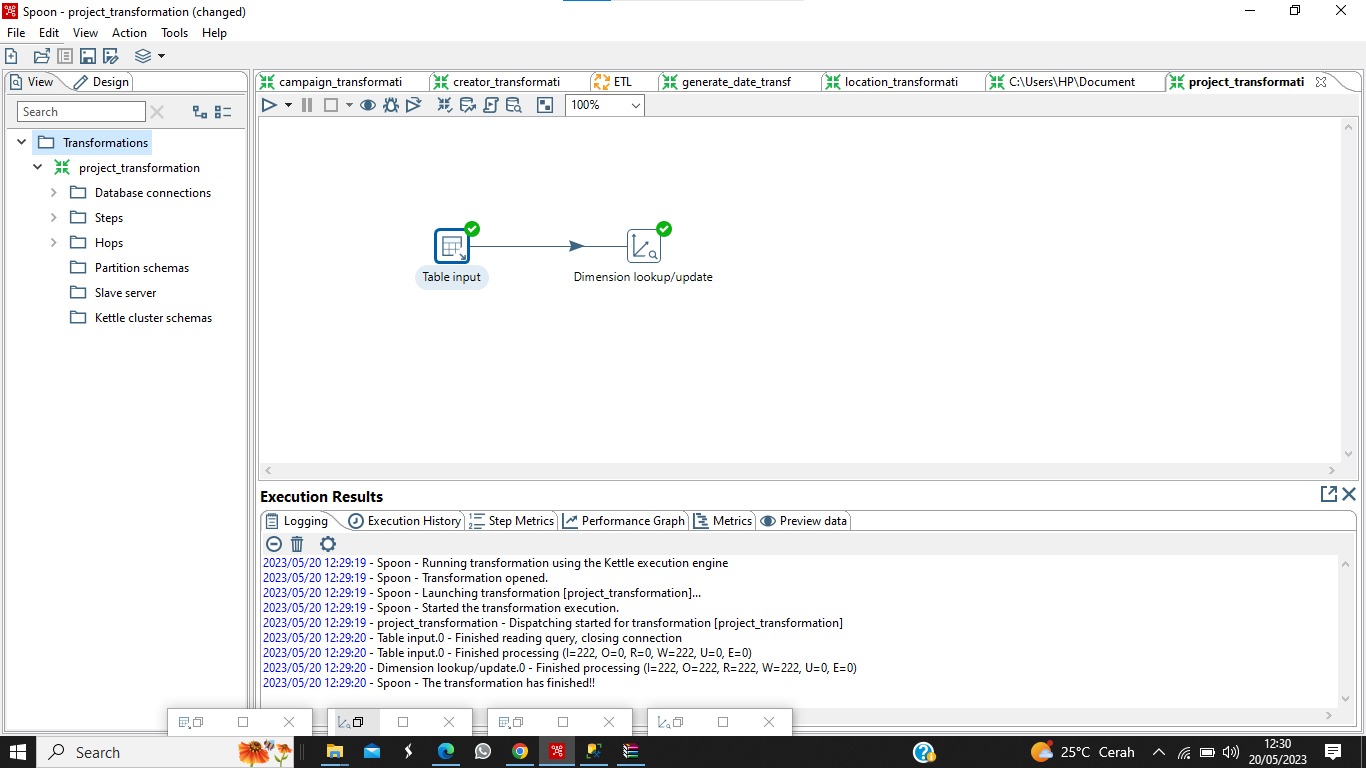 Spoon - project_transformation (changed)
File Edit View Action Tools Help
View Design
Search
Transformations
project_transformation
Database connections
Steps
Hops
Partition schemas
Slave server
Kettle cluster schemas
campaign_transformati creator_transformati ETL generate_date_transf location_transformati C:\Users\HP\Document project_transformati
100%
Table input
Dimension lookup/update
Execution Results
Logging Execution History Step Metrics Performance Graph Metrics Preview data
2023/05/20 12:29:19 - Spoon - Running transformation using the Kettle execution engine
2023/05/20 12:29:19 - Spoon - Transformation opened.
2023/05/20 12:29:19 - Spoon - Launching transformation [project_transformation]...
2023/05/20 12:29:19 - Spoon - Started the transformation execution.
2023/05/20 12:29:19 - project_transformation - Dispatching started for transformation [project_transformation]
2023/05/20 12:29:20 - Table input.0 - Finished reading query, closing connection
2023/05/20 12:29:20 - Table input.0 - Finished processing (I=222, O=0, R=0, W=222, U=0, E=0)
2023/05/20 12:29:20 - Dimension lookup/update.0 - Finished processing (I=222, O=222, R=222, W=222, U=0, E=0)
2023/05/20 12:29:20 - Spoon - The transformation has finished!!
Search
25°C Cerah
12:30
20/05/2023